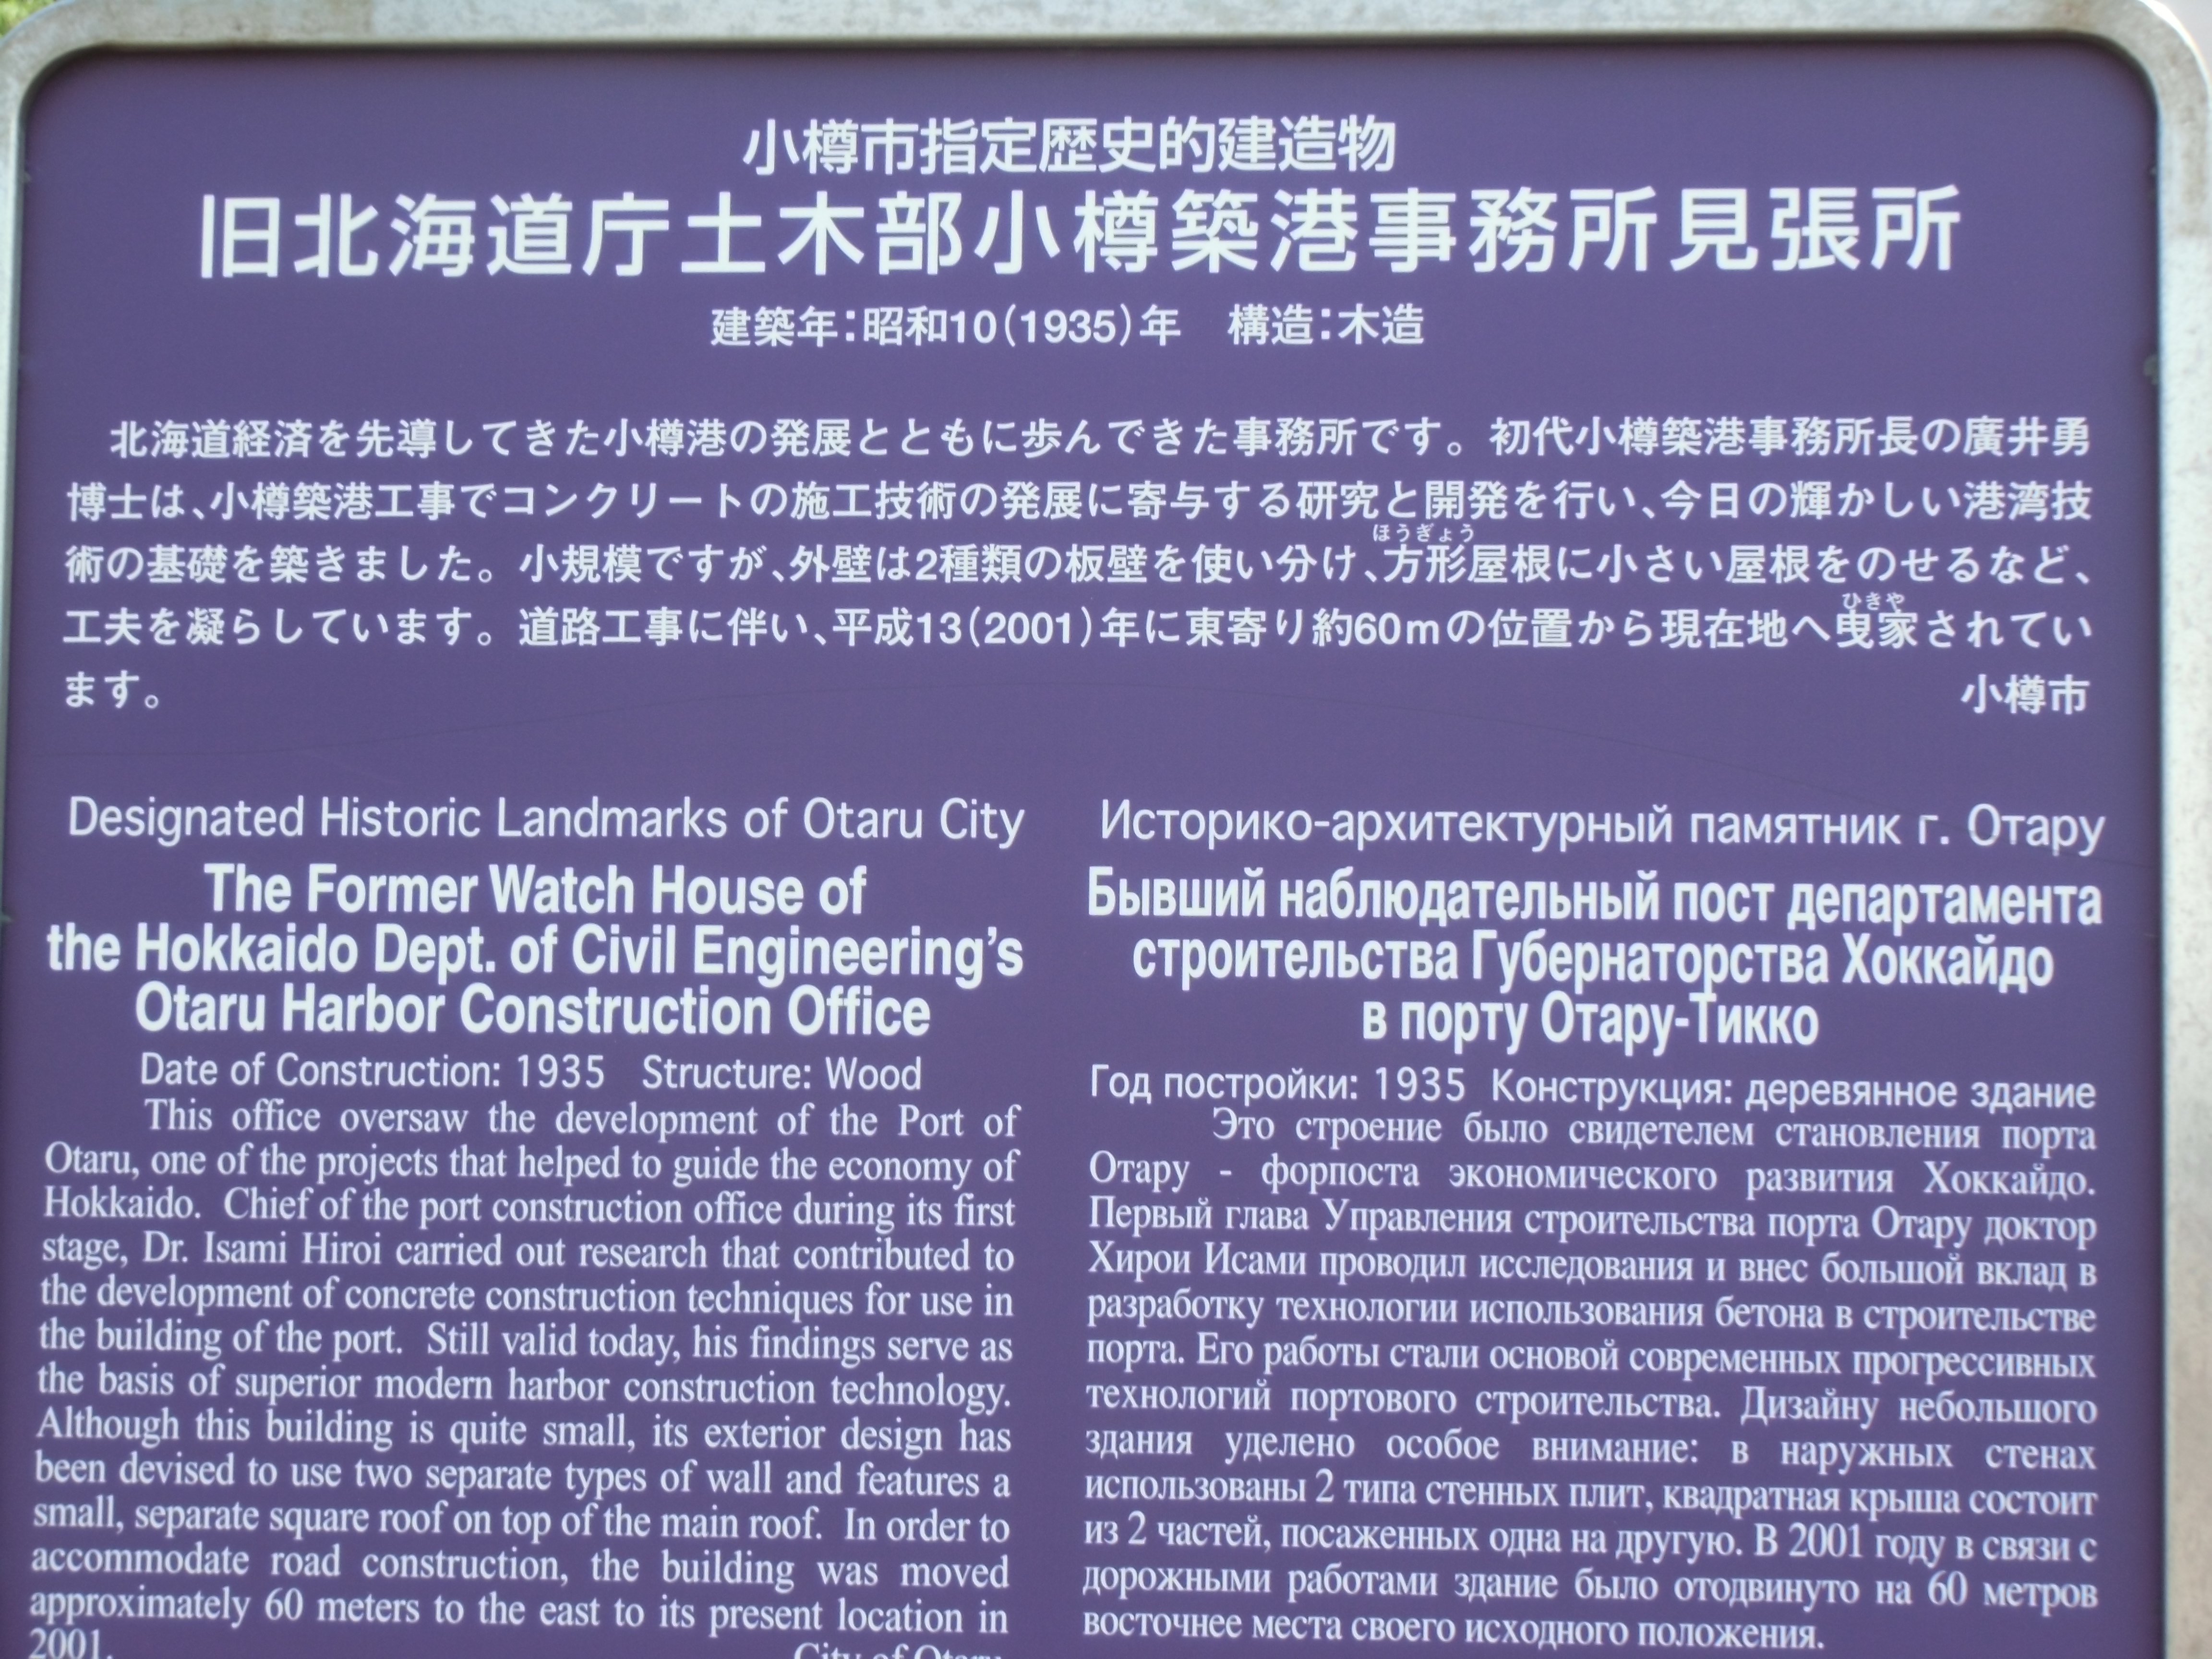 小樽市指定歴史的建造物
旧北海道庁土木部小樽築港事務所見張所
建築年：昭和10（1935）年　構造：木造
北海道経済を先導してきた小樽港の発展とともに歩んできた事務所です。初代小樽築港事務所長の廣井勇
博士は、小樽築港工事でコンクリートの施工技術の発展に寄与する研究と開発を行い、今日の輝かしい港湾技
ほうぎょう
術の基礎を築きました。小規模ですが、外壁は2種類の板壁を使い分け、方形屋根に小さい屋根をのせるなど、
ひきや
工夫を凝らしています。道路工事に伴い、平成13（2001）年に東寄り約60mの位置から現在地へ曳家されてい
ます。
小樽市
Designated Historic Landmarks of Otaru City
The Former Watch House of
the Hokkaido Dept. of Civil Engineering's
Otaru Harbor Construction Office
Date of Construction: 1935 Structure: Wood
This office oversaw the development of the Port of
Otaru, one of the projects that helped to guide the economy of
Hokkaido. Chief of the port construction office during its first
stage, Dr. Isami Hiroi carried out research that contributed to
the development of concrete construction techniques for use in
the building of the port. Still valid today, his findings serve as
the basis of superior modern harbor construction technology.
Although this building is quite small, its exterior design has
been devised to use two separate types of wall and features a
small, separate square roof on top of the main roof. In order to
accommodate road construction, the building was moved
approximately 60 meters to the east to its present location in
2001.
City of Otaru
Историко-архитектурный памятник г. Отару
Бывший наблюдательный пост департамента
строительства Губернаторства Хоккайдо
в порту Отару-Тикко
Год постройки: 1935 Конструкция: деревянное здание
Это строение было свидетелем становления порта
Отару - форпоста экономического развития Хоккайдо.
Первый глава Управления строительства порта Отару доктор
Хирои Исами проводил исследования и внес большой вклад в
разработку технологии использования бетона в строительстве
порта. Его работы стали основой современных прогрессивных
технологий портового строительства. Дизайну небольшого
здания уделено особое внимание: в наружных стенах
использованы 2 типа стенных плит, квадратная крыша состоит
из 2 частей, посаженных одна на другую. В 2001 году в связи с
дорожными работами здание было отодвинуто на 60 метров
восточнее места своего исходного положения.